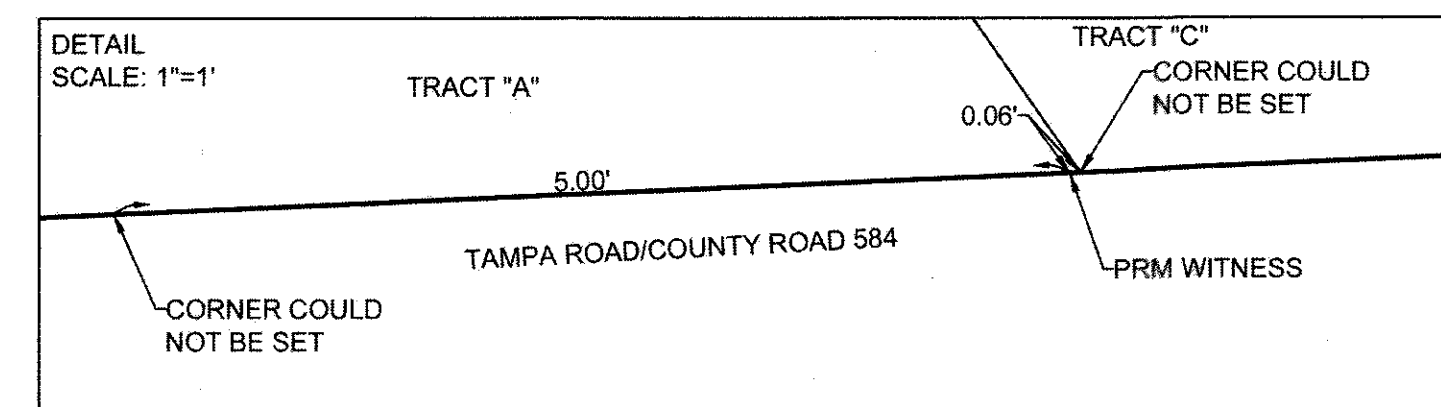 DETAIL
SCALE: 1"=1'
TRACT "A"
TRACT "C"
CORNER COULD
NOT BE SET
0.06'
5.00'
TAMPA ROAD/COUNTY ROAD 584
PRM WITNESS
CORNER COULD
NOT BE SET